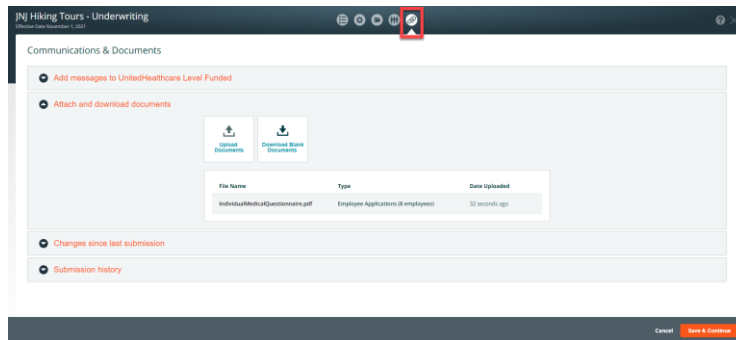 JNJ Hiking Tours - Underwriting
Effective Date November 1, 2021
Communications & Documents
Add messages to UnitedHealthcare Level Funded
Attach and download documents
Upload
Documents
Download Blank
Documents
File Name Type Date Uploaded
IndividualMedicalQuestionnaire.pdf Employee Applications (8 employees) 32 seconds ago
Changes since last submission
Submission history
Cancel Save & Continue